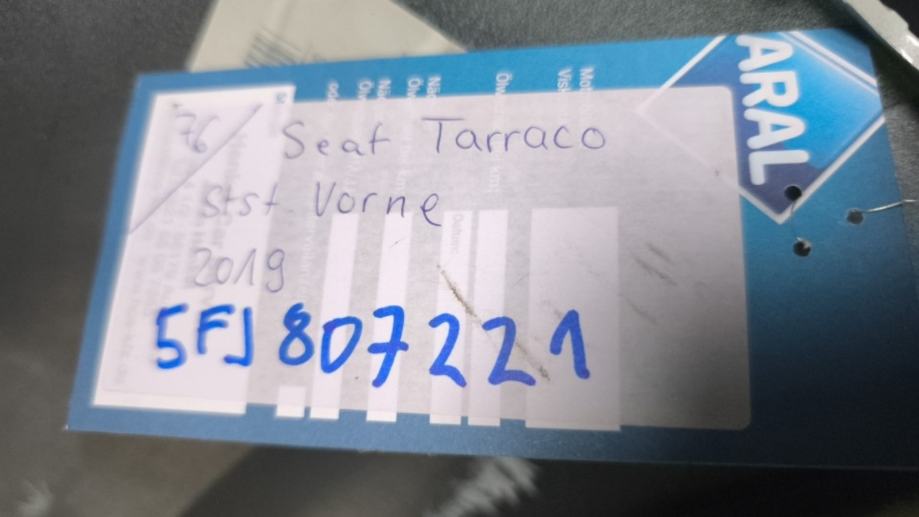 ARAL
76 Seat Tarraco
Stst. Vorne
2019
5FJ 807221